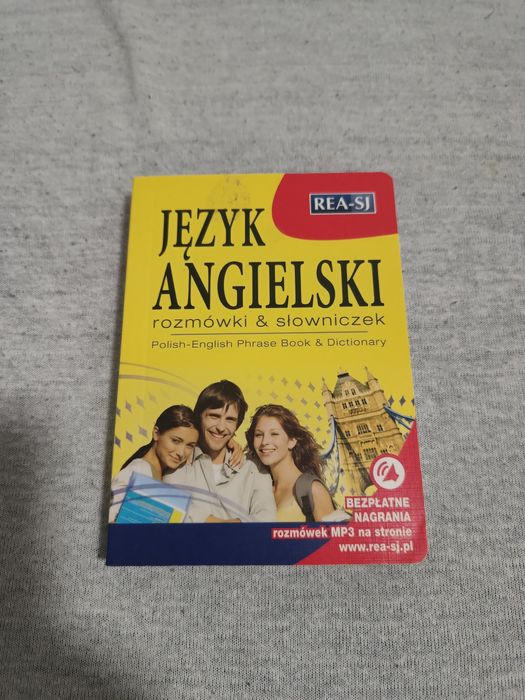 REA-SJ
JĘZYK
ANGIELSKI
rozmówki & słowniczek
Polish-English Phrase Book & Dictionary
BEZPŁATNE
NAGRANIA
rozmówek MP3 na stronie
www.rea-sj.pl